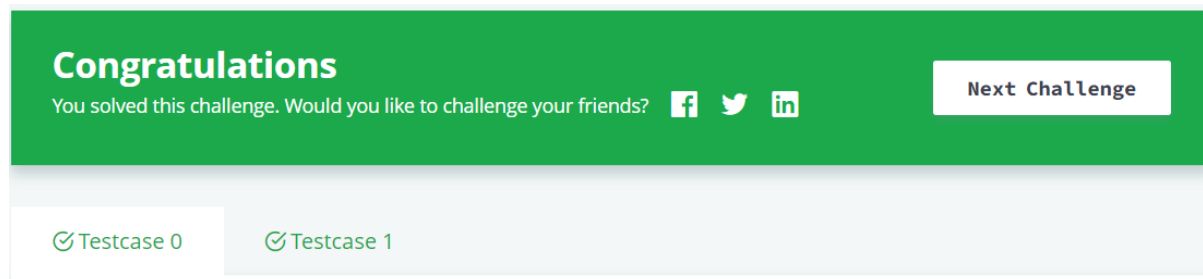 Congratulations
You solved this challenge. Would you like to challenge your friends?
Next Challenge
Testcase 0
Testcase 1